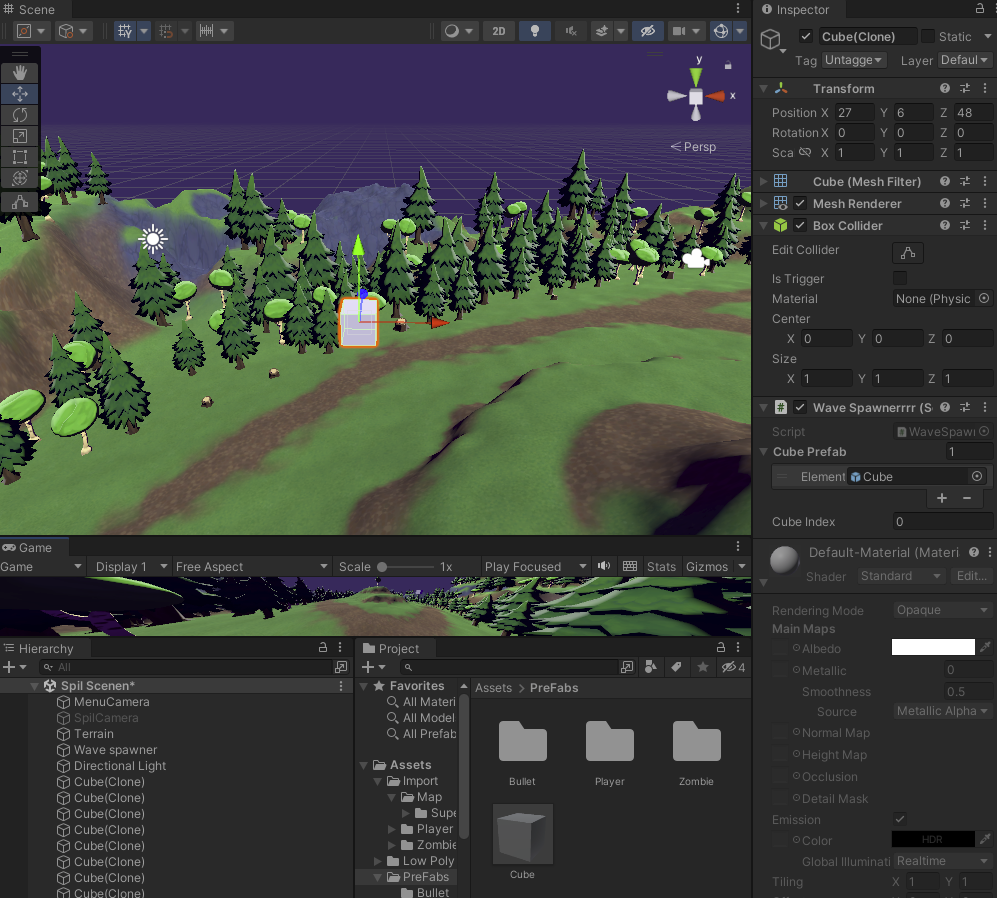 Scene
2D
y
x
Persp
Game
Game
Display 1
Free Aspect
Scale
1x
Play Focused
Stats
Gizmos
Hierarchy
All
Spil Scenen*
MenuCamera
SpilCamera
Terrain
Wave spawner
Directional Light
Cube(Clone)
Cube(Clone)
Cube(Clone)
Cube(Clone)
Cube(Clone)
Cube(Clone)
Cube(Clone)
Cube(Clone)
Project
4
Favorites
All Materi
All Model
All Prefab
Assets
Import
Map
Supe
Player
Zombie
Low Poly
PreFabs
Bullet
Assets > PreFabs
Bullet
Player
Zombie
Cube
Inspector
Cube(Clone)
Static
Tag Untagge
Layer Defaul
Transform
Position X 27 Y 6 Z 48
Rotation X 0 Y 0 Z 0
Sca X 1 Y 1 Z 1
Cube (Mesh Filter)
Mesh Renderer
Box Collider
Edit Collider
Is Trigger
Material None (Physic
Center
X 0 Y 0 Z 0
Size
X 1 Y 1 Z 1
Wave Spawnerrrr (S
Script WaveSpawn
Cube Prefab 1
= Element Cube
+ −
Cube Index 0
Default-Material (Materi
Shader Standard Edit...
Rendering Mode Opaque
Main Maps
Albedo
Metallic 0
Smoothness 0.5
Source Metallic Alpha
Normal Map
Height Map
Occlusion
Detail Mask
Emission
Color HDR
Global Illuminati Realtime
Tiling X 1 Y 1